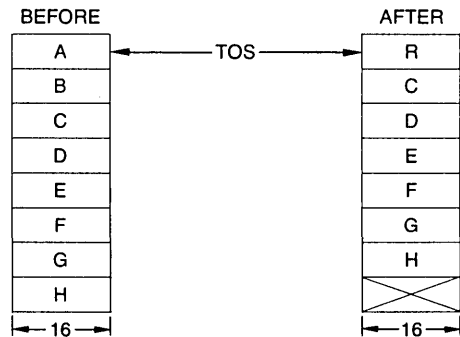 BEFORE AFTER
A TOS R
B C
C D
D E
E F
F G
G H
H
16 16